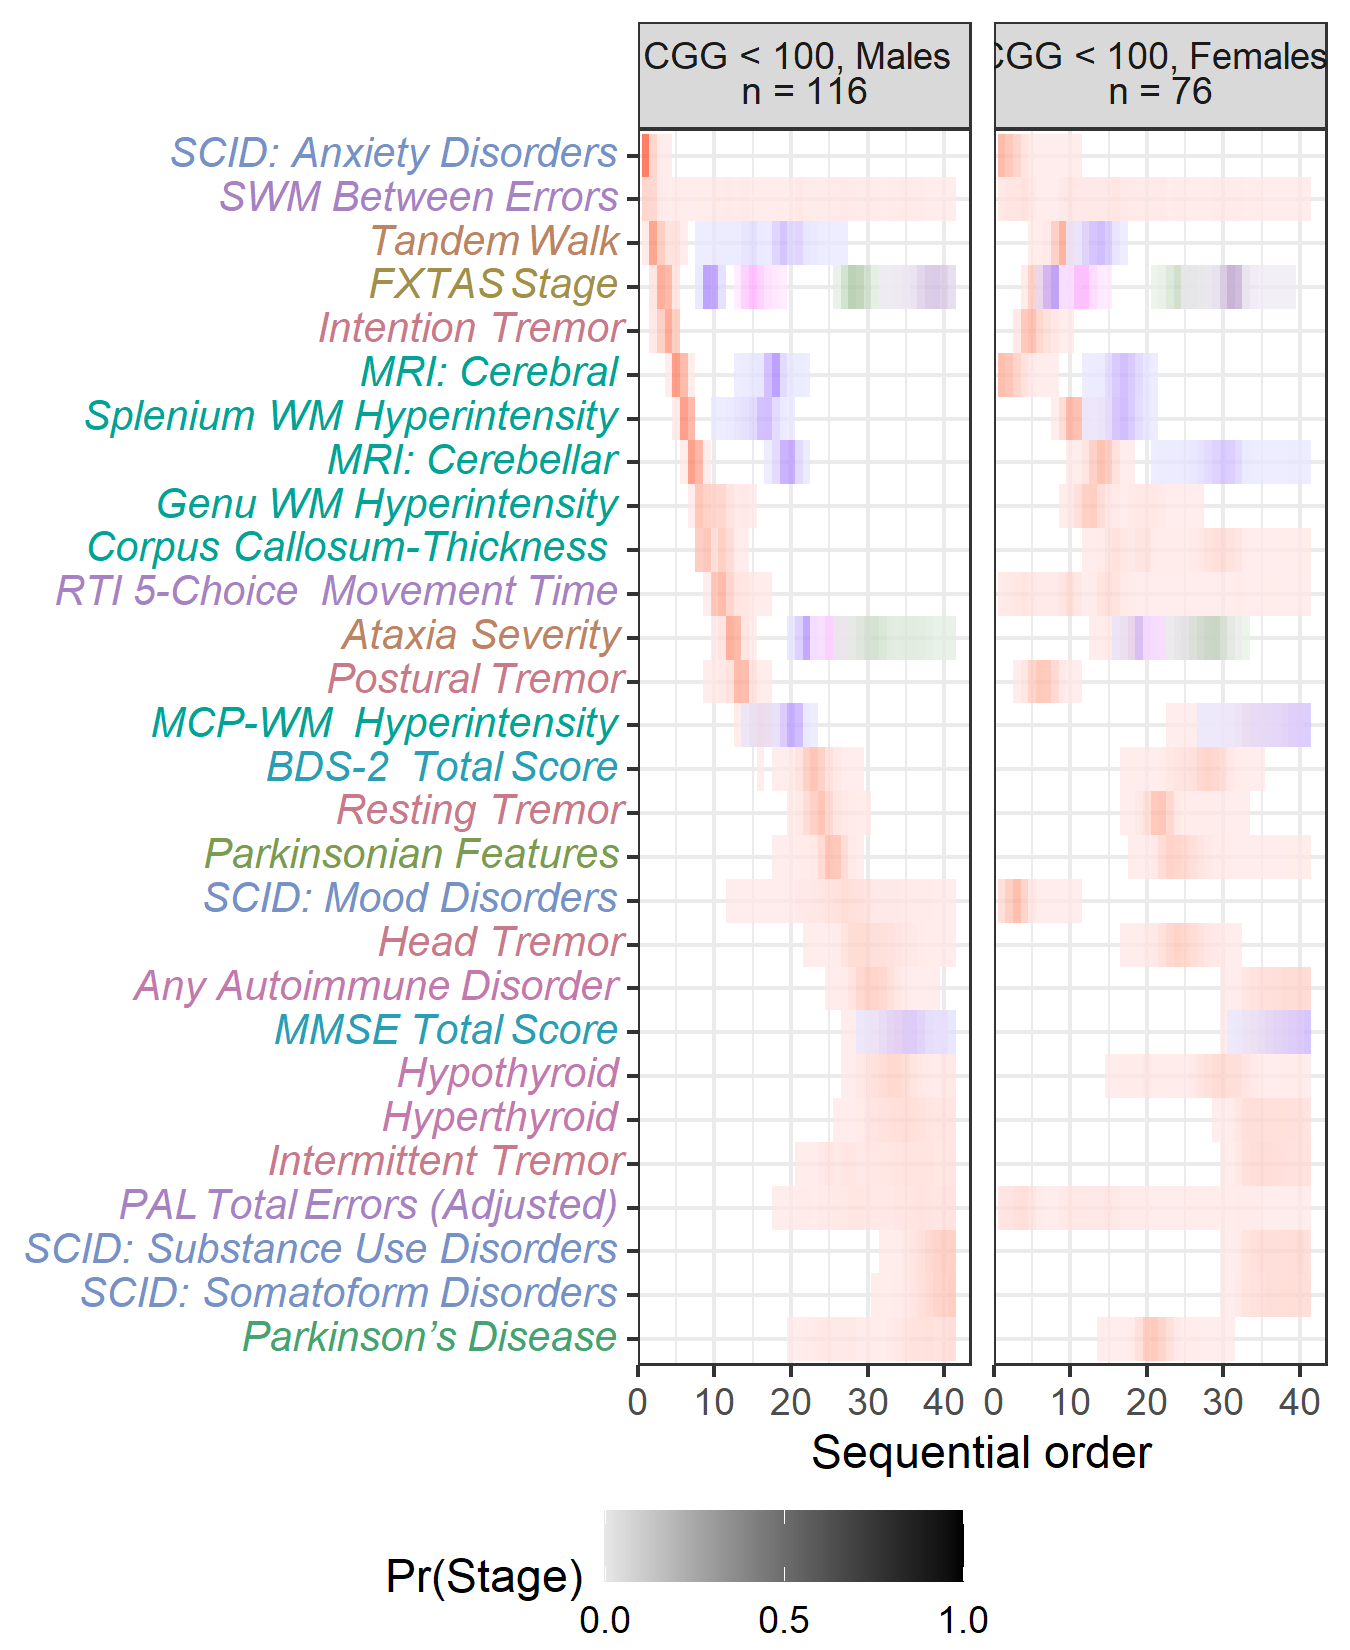 CGG < 100, Males
n = 116
CGG < 100, Females
n = 76
SCID: Anxiety Disorders
SWM Between Errors
Tandem Walk
FXTAS Stage
Intention Tremor
MRI: Cerebral
Splenium WM Hyperintensity
MRI: Cerebellar
Genu WM Hyperintensity
Corpus Callosum-Thickness
RTI 5-Choice Movement Time
Ataxia Severity
Postural Tremor
MCP-WM Hyperintensity
BDS-2 Total Score
Resting Tremor
Parkinsonian Features
SCID: Mood Disorders
Head Tremor
Any Autoimmune Disorder
MMSE Total Score
Hypothyroid
Hyperthyroid
Intermittent Tremor
PAL Total Errors (Adjusted)
SCID: Substance Use Disorders
SCID: Somatoform Disorders
Parkinson’s Disease
0 10 20 30 40
0 10 20 30 40
Sequential order
Pr(Stage)
0.0 0.5 1.0